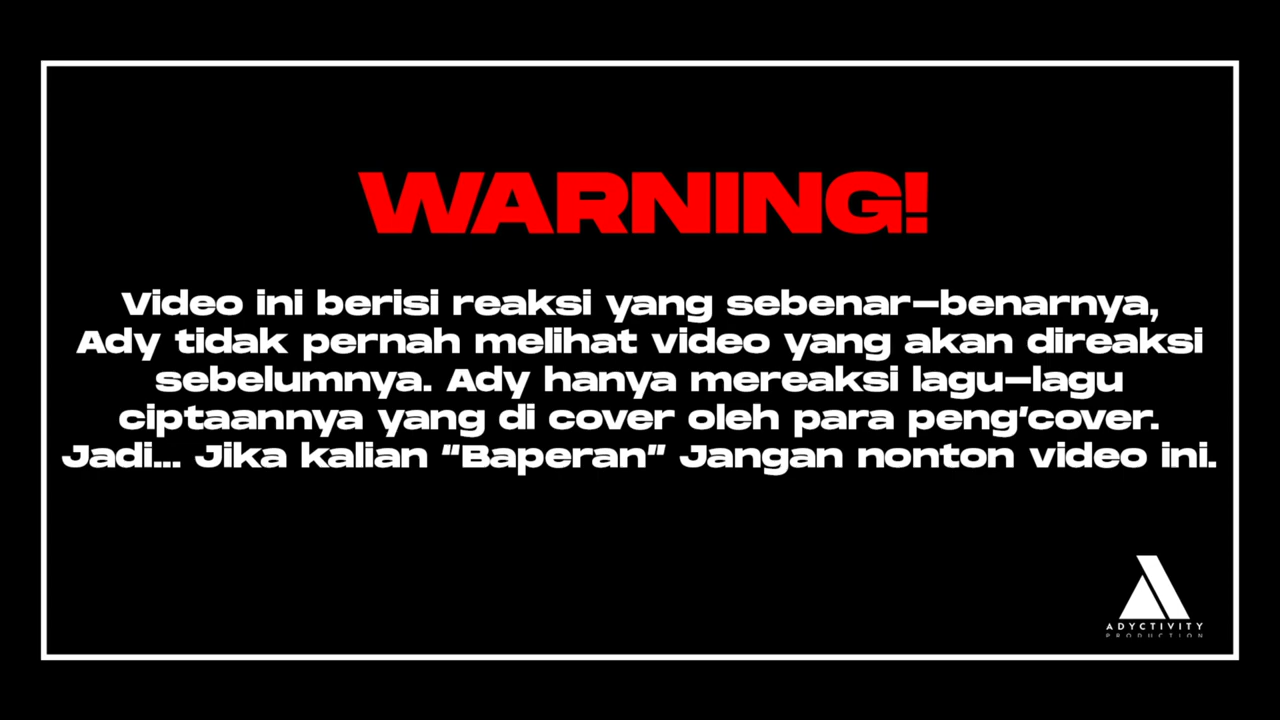 WARNING!
Video ini berisi reaksi yang sebenar-benarnya,
Ady tidak pernah melihat video yang akan direaksi
sebelumnya. Ady hanya mereaksi lagu-lagu
ciptaannya yang di cover oleh para peng'cover.
Jadi... Jika kalian “Baperan” Jangan nonton video ini.
ADYCTIVITY
PRODUCTION